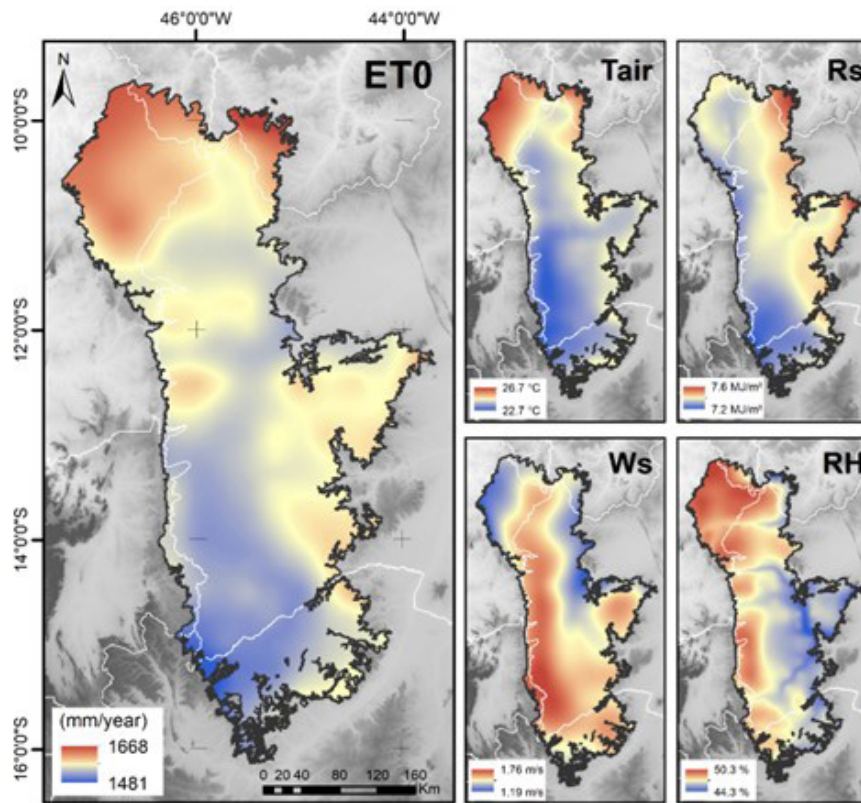 46°0'0"W 44°0'0"W
N
ET0
Tair
Rs
10°0'0"S
12°0'0"S
14°0'0"S
16°0'0"S
26.7 °C
22.7 °C
7.6 MJ/m²
7.2 MJ/m²
Ws
RH
(mm/year)
1668
1481
0 20 40 80 120 160
Km
1.76 m/s
1.19 m/s
50.3 %
44.3 %